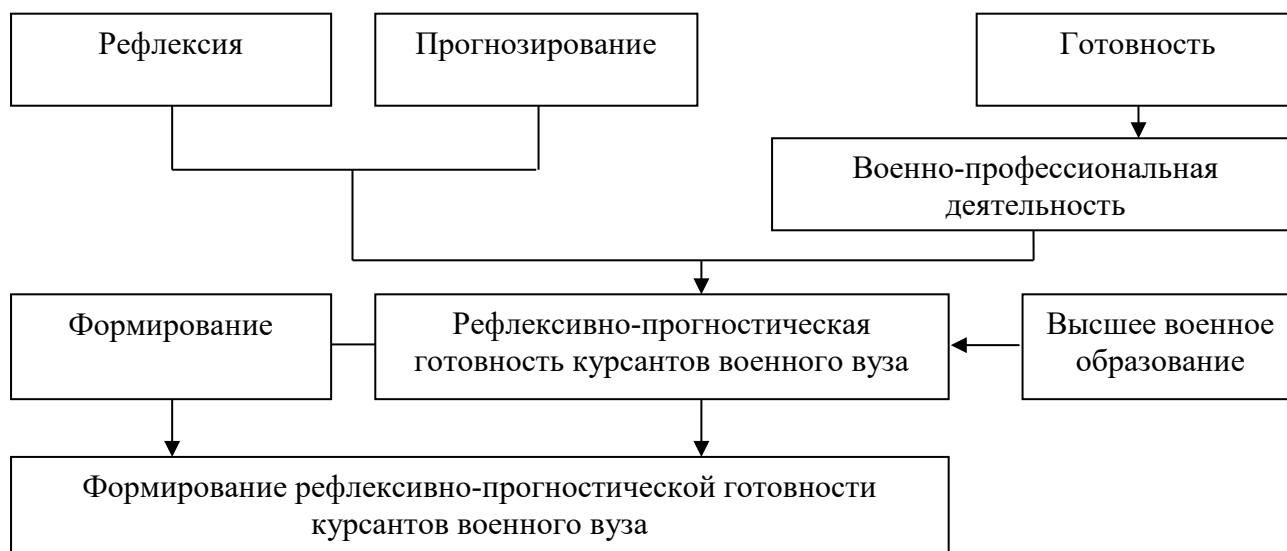 Рефлексия
Прогнозирование
Готовность
Военно-профессиональная
деятельность
Формирование
Рефлексивно-прогностическая
готовность курсантов военного вуза
Высшее военное
образование
Формирование рефлексивно-прогностической готовности
курсантов военного вуза